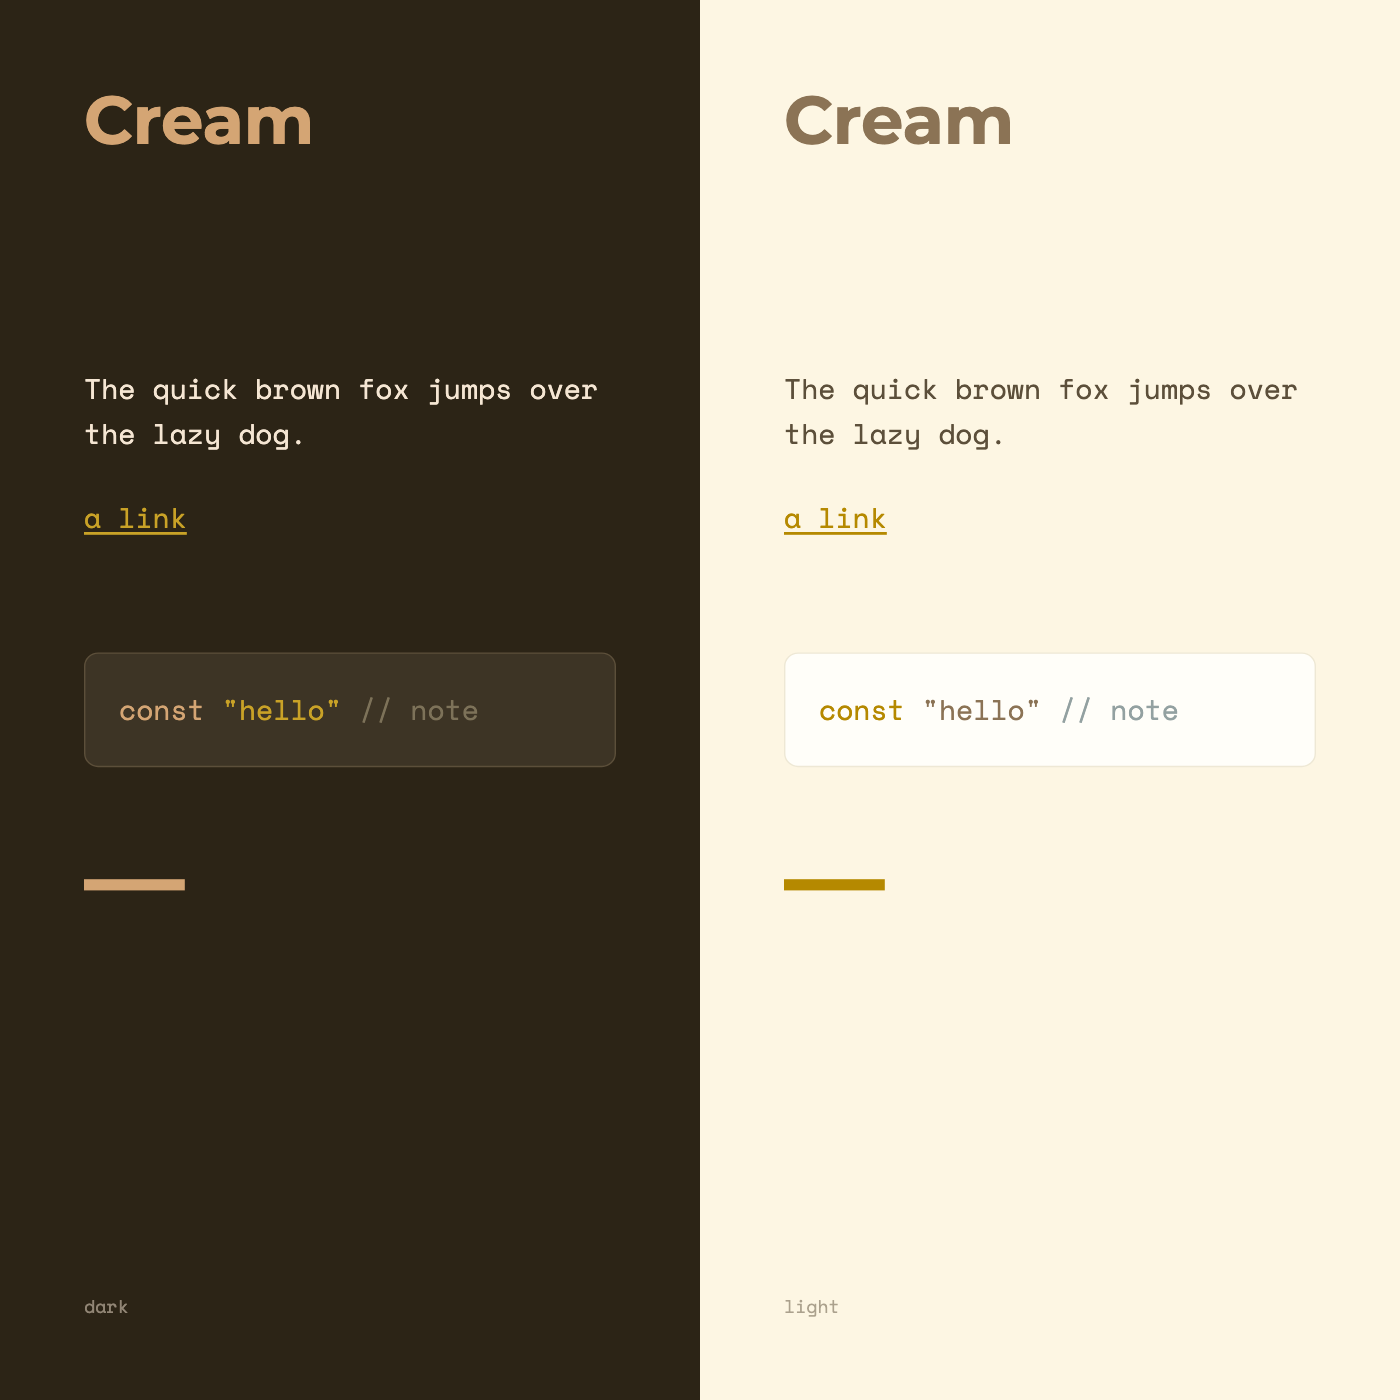 Cream
The quick brown fox jumps over
the lazy dog.
a link
const "hello" // note
dark
Cream
The quick brown fox jumps over
the lazy dog.
a link
const "hello" // note
light